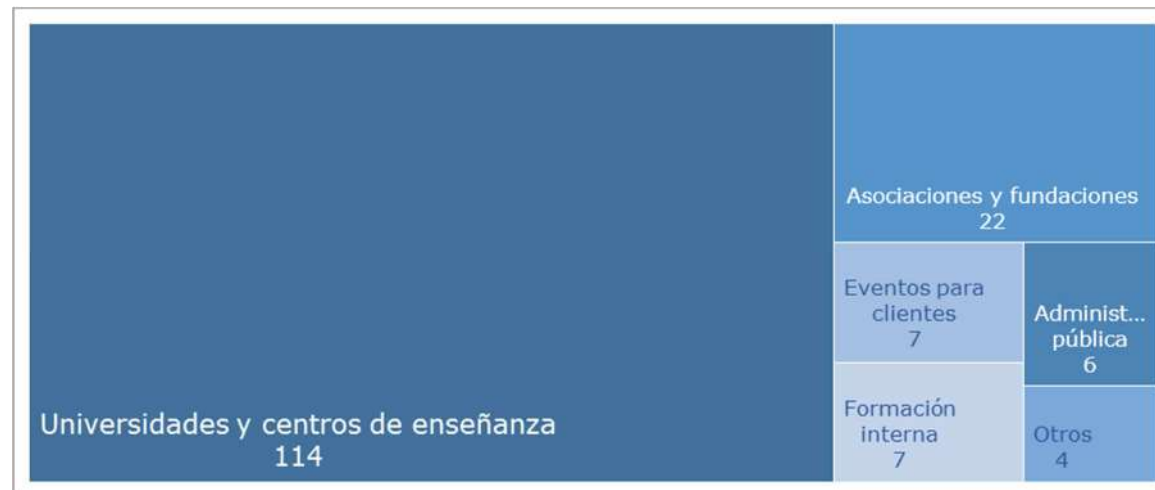 Universidades y centros de enseñanza
114
Asociaciones y fundaciones
22
Eventos para
clientes
7
Administ...
pública
6
Formación
interna
7
Otros
4